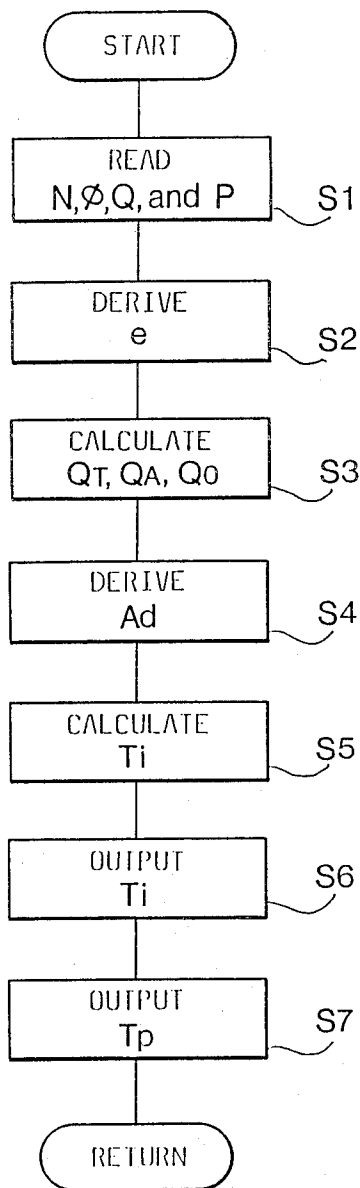 START
READ
N,Ø,Q, and P
S1
DERIVE
e
S2
CALCULATE
QT, QA, QO
S3
DERIVE
Ad
S4
CALCULATE
Ti
S5
OUTPUT
Ti
S6
OUTPUT
Tp
S7
RETURN